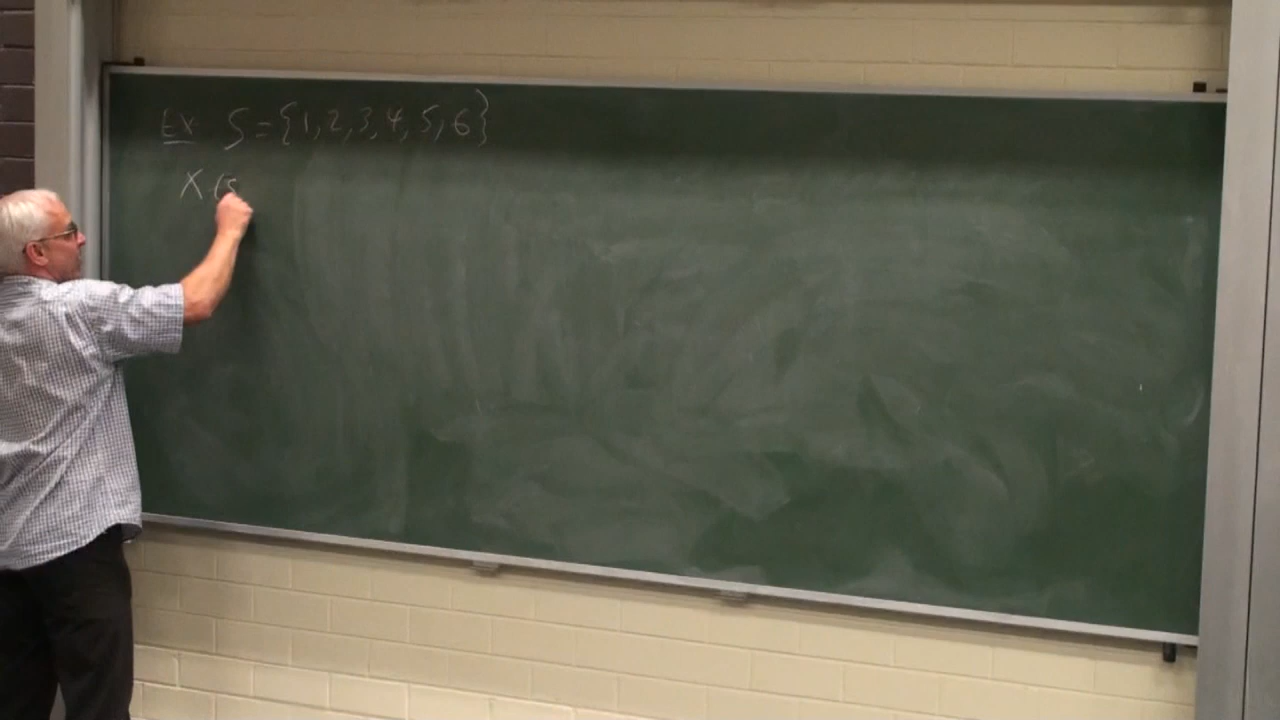 Ex. S = {1, 2, 3, 4, 5, 6}
X (s